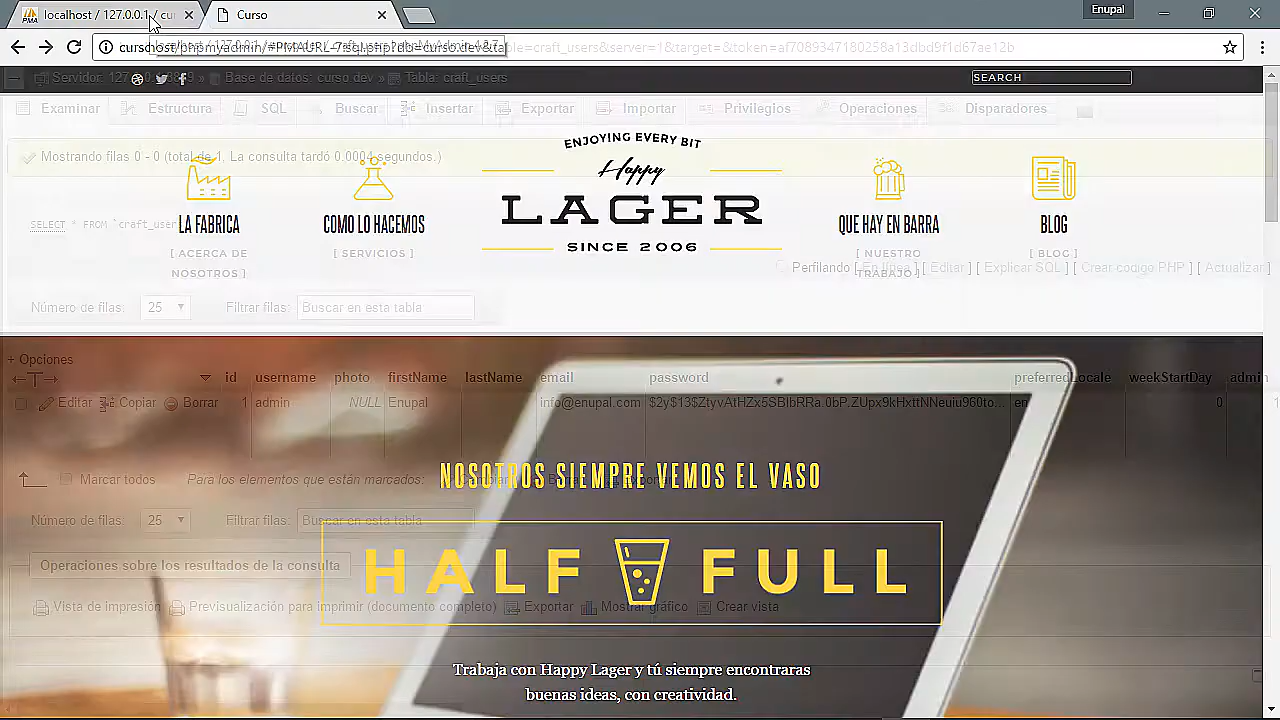 localhost / 127.0.0.1 / cur
Curso
Enupal
Servidor: 127.0.0.1 » Base de datos: curso dev » Tabla: craft_users
SEARCH
Examinar Estructura SQL Buscar Insertar Exportar Importar Privilegios Operaciones Disparadores
Mostrando filas 0 - 0 (total de 1, La consulta tardó 0.0004 segundos.)
ENJOYING EVERY BIT
Happy
LAGER
SINCE 2006
LA FABRICA
[ ACERCA DE
NOSOTROS ]
COMO LO HACEMOS
[ SERVICIOS ]
QUE HAY EN BARRA
[ NUESTRO
TRABAJO ]
BLOG
[ BLOG ]
SELECT * FROM `craft_user
Perfilando [ En línea ] [ Editar ] [ Explicar SQL ] [ Crear código PHP ] [ Actualizar ]
Número de filas: 25 Filtrar filas: Buscar en esta tabla
+ Opciones
id username photo firstName lastName email password preferredLocale weekStartDay admin
Editar Copiar Borrar 1 admin NULL Enupal info@enupal.com en 0 1
Marcar todos Para los elementos que están marcados:
NOSOTROS SIEMPRE VEMOS EL VASO
Número de filas: 25 Filtrar filas: Buscar en esta tabla
Operaciones sobre los resultados de la consulta
HALF FULL
Vista de impresión Previsualización para imprimir (documento completo) Exportar Mostrar gráfico Crear vista
Trabaja con Happy Lager y tú siempre encontraras
buenas ideas, con creatividad.